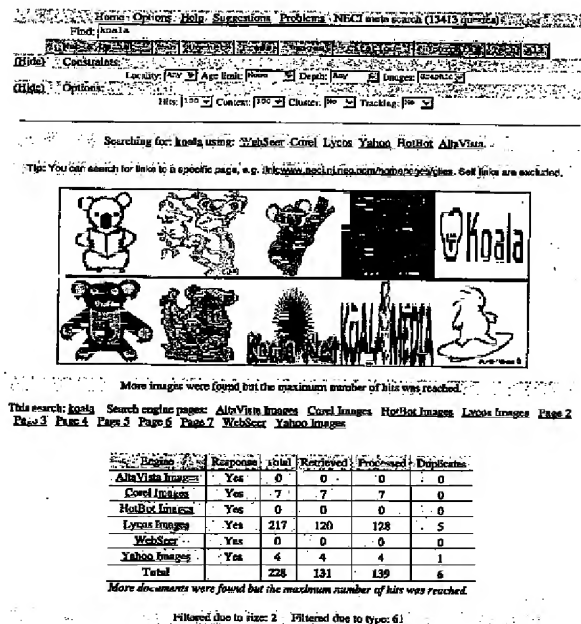 Home Options Help Suggestions Problems NECI meta search (13413 queries)
Find: koala
(Hide) Constraints:
Locality: Any Age limit: None Depth: Any Images: Graphic
(Hide) Options:
Hits: 100 Context: 100 Cluster: No Tracking: No
Searching for: koala using: WebSeer Corel Lycos Yahoo HotBot AltaVista.
Tip: You can search for links to a specific page, e.g. Self links are excluded.
Koala
Koala Net
More images were found but the maximum number of hits was reached.
This search: koala Search engine pages: AltaVista Images Corel Images HotBot Images Lycos Images Page 2
Page 3 Page 4 Page 5 Page 6 Page 7 WebSeer Yahoo Images
Engine Response Total Retrieved Processed Duplicates
AltaVista Images Yes 0 0 0 0
Corel Images Yes 7 7 7 0
HotBot Images Yes 0 0 0 0
Lycos Images Yes 217 120 128 5
WebSeer Yes 0 0 0 0
Yahoo Images Yes 4 4 4 1
Total 228 131 139 6
More documents were found but the maximum number of hits was reached.
Filtered due to size: 2 Filtered due to type: 61